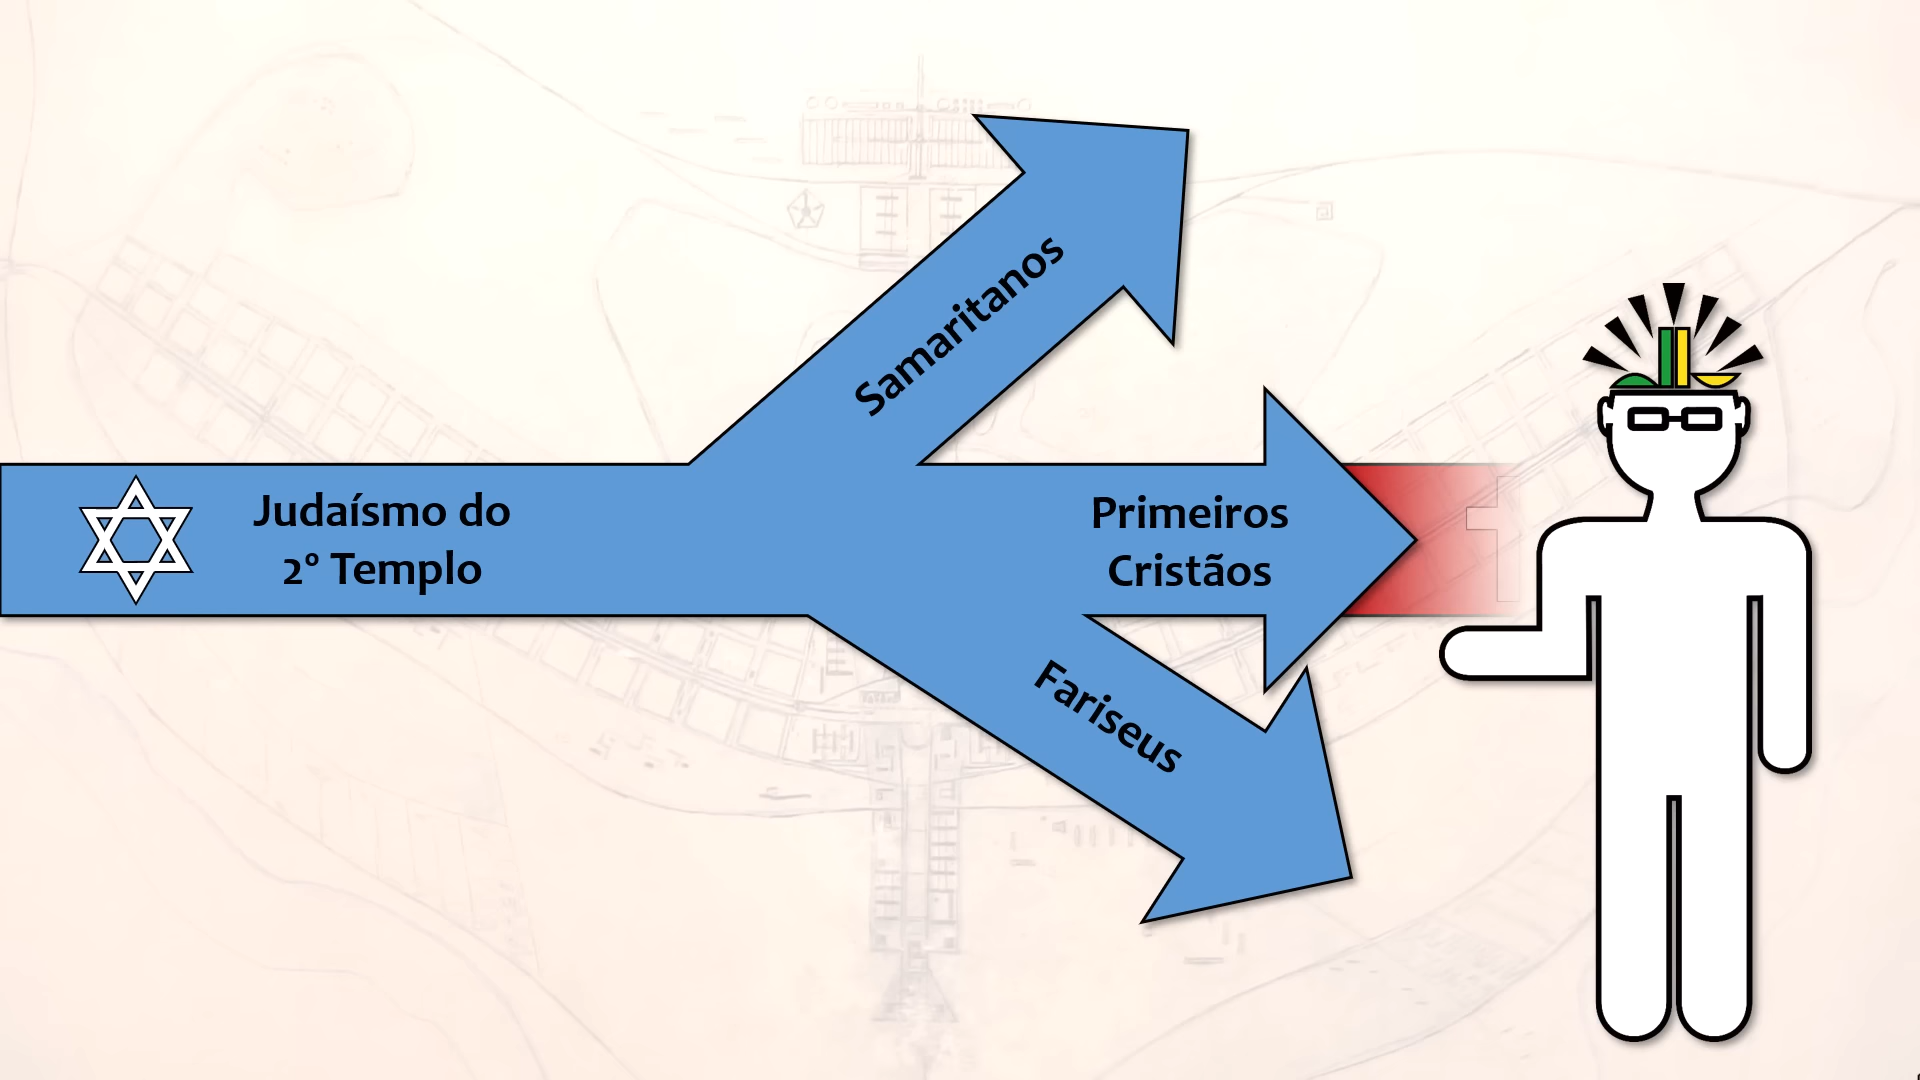 Samaritanos
Judaísmo do
2º Templo
Primeiros
Cristãos
Fariseus